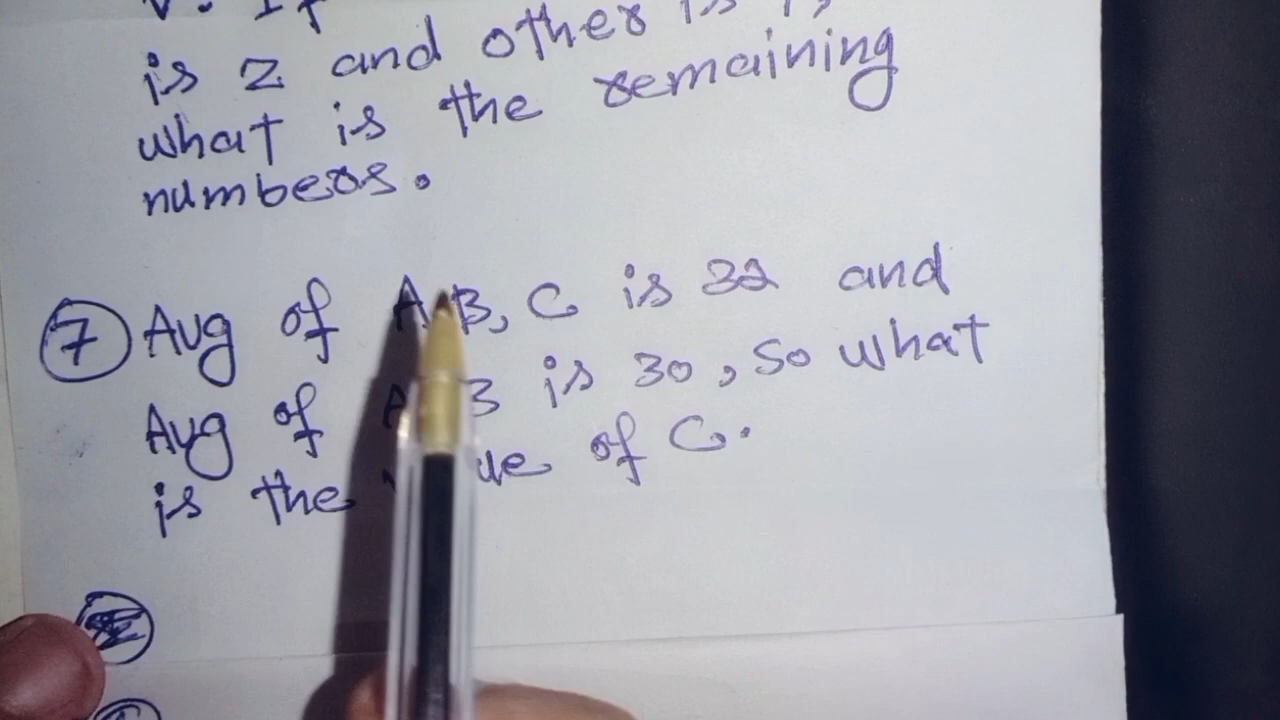 is 2 and other is
what is the remaining
numbers.
7 Avg of A, B, C is 32 and
Avg of B is 30, So what
is the of C.